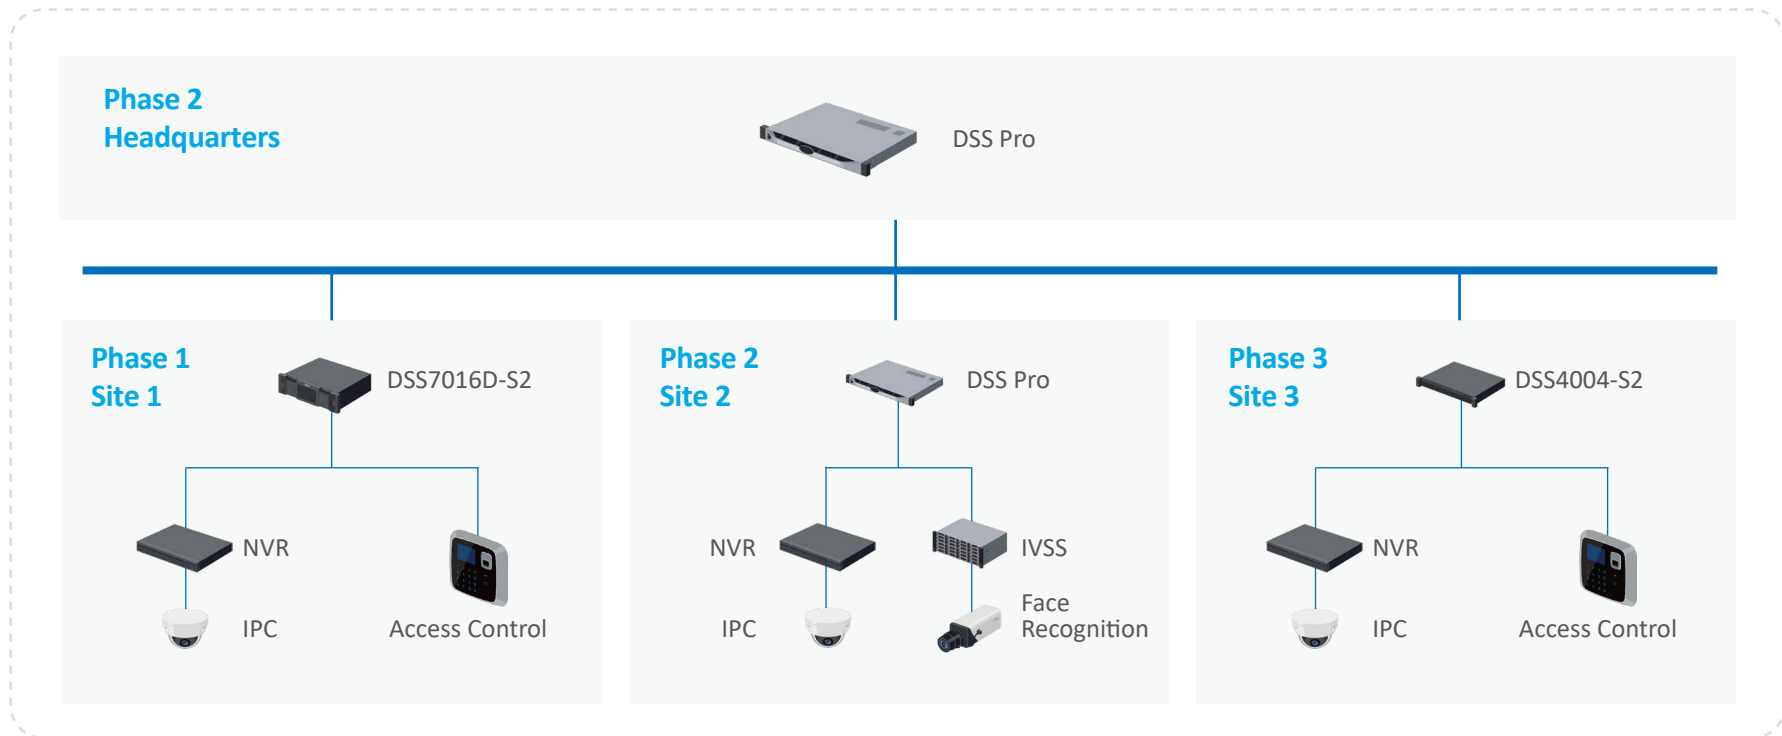 Phase 2
Headquarters
DSS Pro
Phase 1
Site 1
DSS7016D-S2
NVR
IPC
Access Control
Phase 2
Site 2
DSS Pro
NVR
IVSS
IPC
Face
Recognition
Phase 3
Site 3
DSS4004-S2
NVR
IPC
Access Control